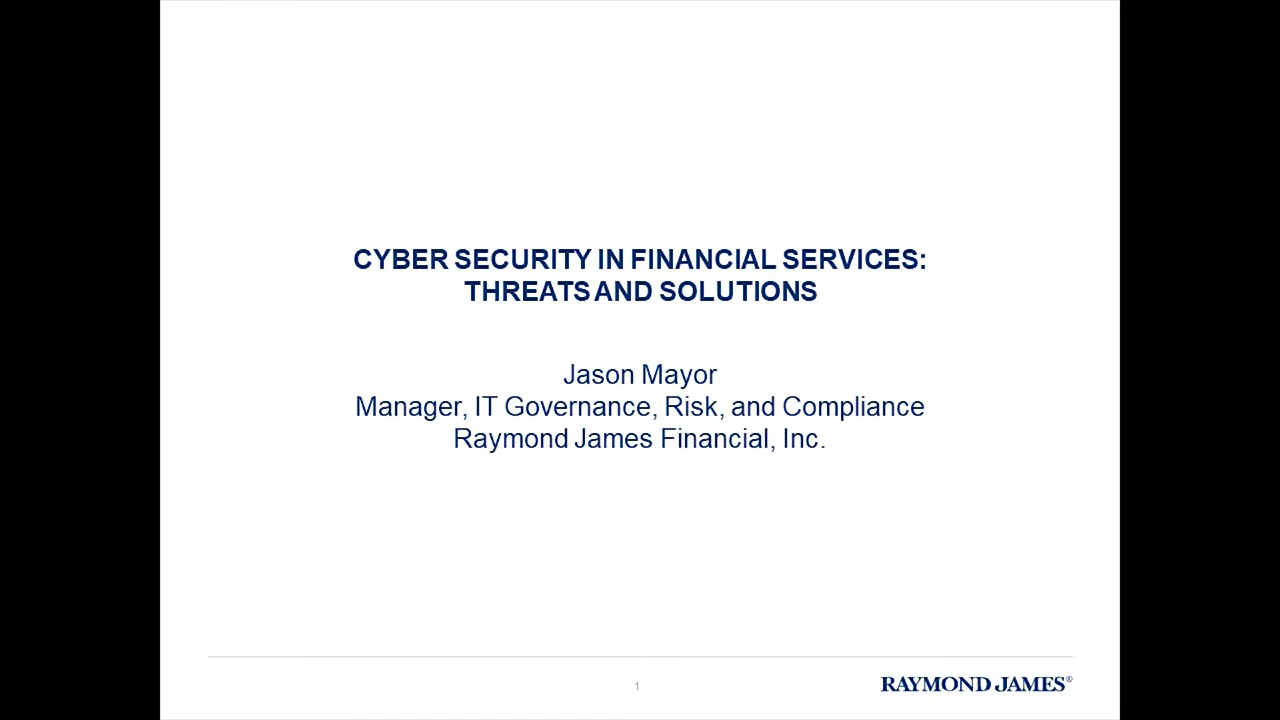 CYBER SECURITY IN FINANCIAL SERVICES:
THREATS AND SOLUTIONS
Jason Mayor
Manager, IT Governance, Risk, and Compliance
Raymond James Financial, Inc.
1
RAYMOND JAMES®